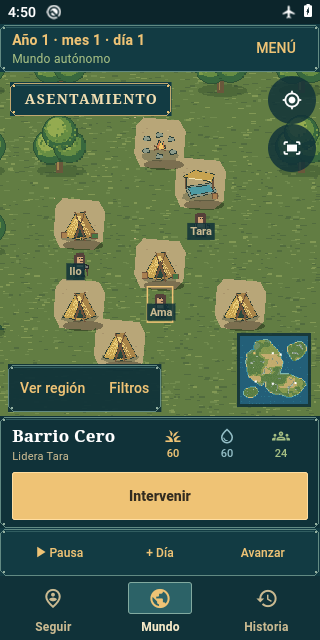 4:50
Año 1 · mes 1 · día 1
Mundo autónomo
MENÚ
ASENTAMIENTO
Tara
Ilo
Ama
Ver región
Filtros
Barrio Cero
Lidera Tara
60
60
24
Intervenir
Pausa
+ Día
Avanzar
Seguir
Mundo
Historia